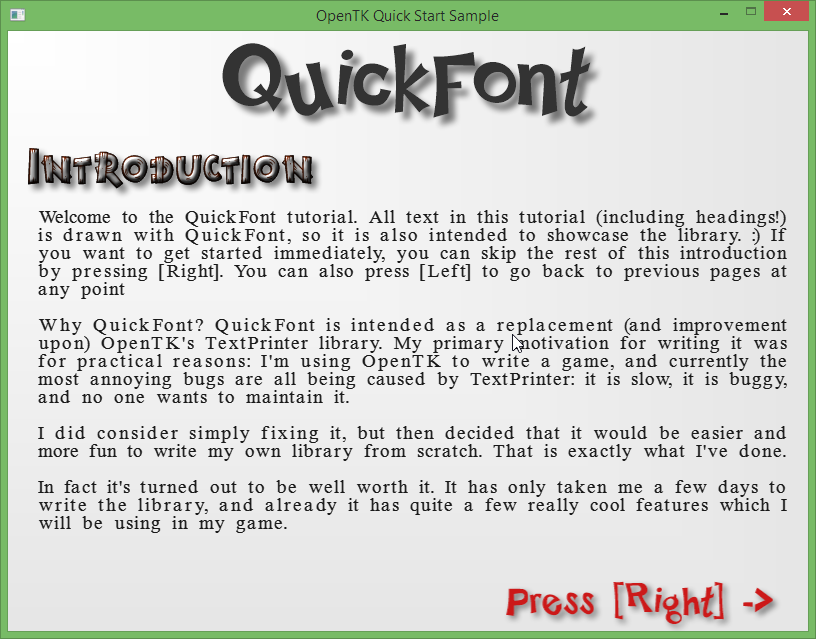 OpenTK Quick Start Sample
QuickFont
Introduction
Welcome to the QuickFont tutorial. All text in this tutorial (including headings!)
is drawn with QuickFont, so it is also intended to showcase the library. :) If
you want to get started immediately, you can skip the rest of this introduction
by pressing [Right]. You can also press [Left] to go back to previous pages at
any point
Why QuickFont? QuickFont is intended as a replacement (and improvement
upon) OpenTK's TextPrinter library. My primary motivation for writing it was
for practical reasons: I'm using OpenTK to write a game, and currently the
most annoying bugs are all being caused by TextPrinter: it is slow, it is buggy,
and no one wants to maintain it.
I did consider simply fixing it, but then decided that it would be easier and
more fun to write my own library from scratch. That is exactly what I've done.
In fact it's turned out to be well worth it. It has only taken me a few days to
write the library, and already it has quite a few really cool features which I
will be using in my game.
Press [Right] ->